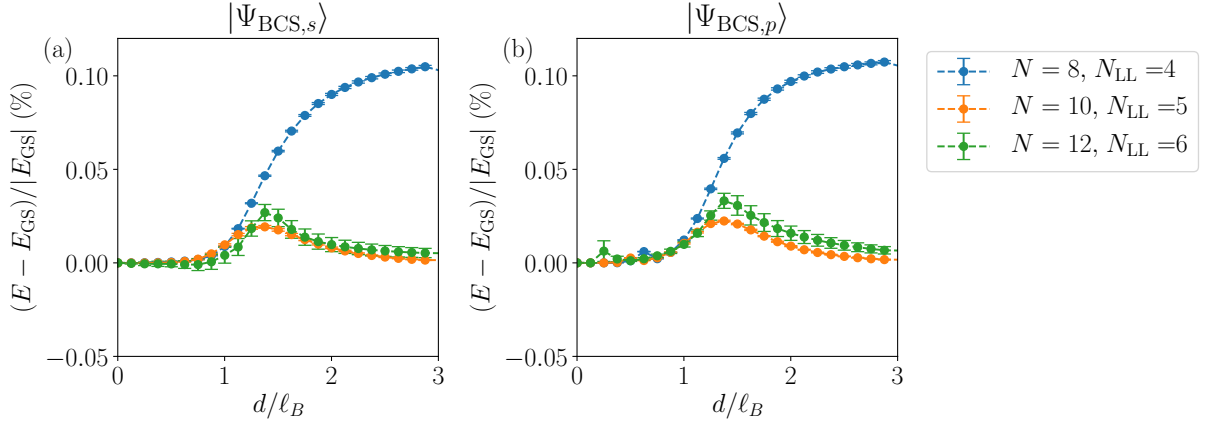 |Ψ_BCS,s⟩
(a)
(E − E_GS)/|E_GS| (%)
0.10
0.05
0.00
−0.05
0
1
2
3
d/ℓ_B
|Ψ_BCS,p⟩
(b)
(E − E_GS)/|E_GS| (%)
0.10
0.05
0.00
−0.05
0
1
2
3
d/ℓ_B
N = 8, N_LL =4
N = 10, N_LL =5
N = 12, N_LL =6